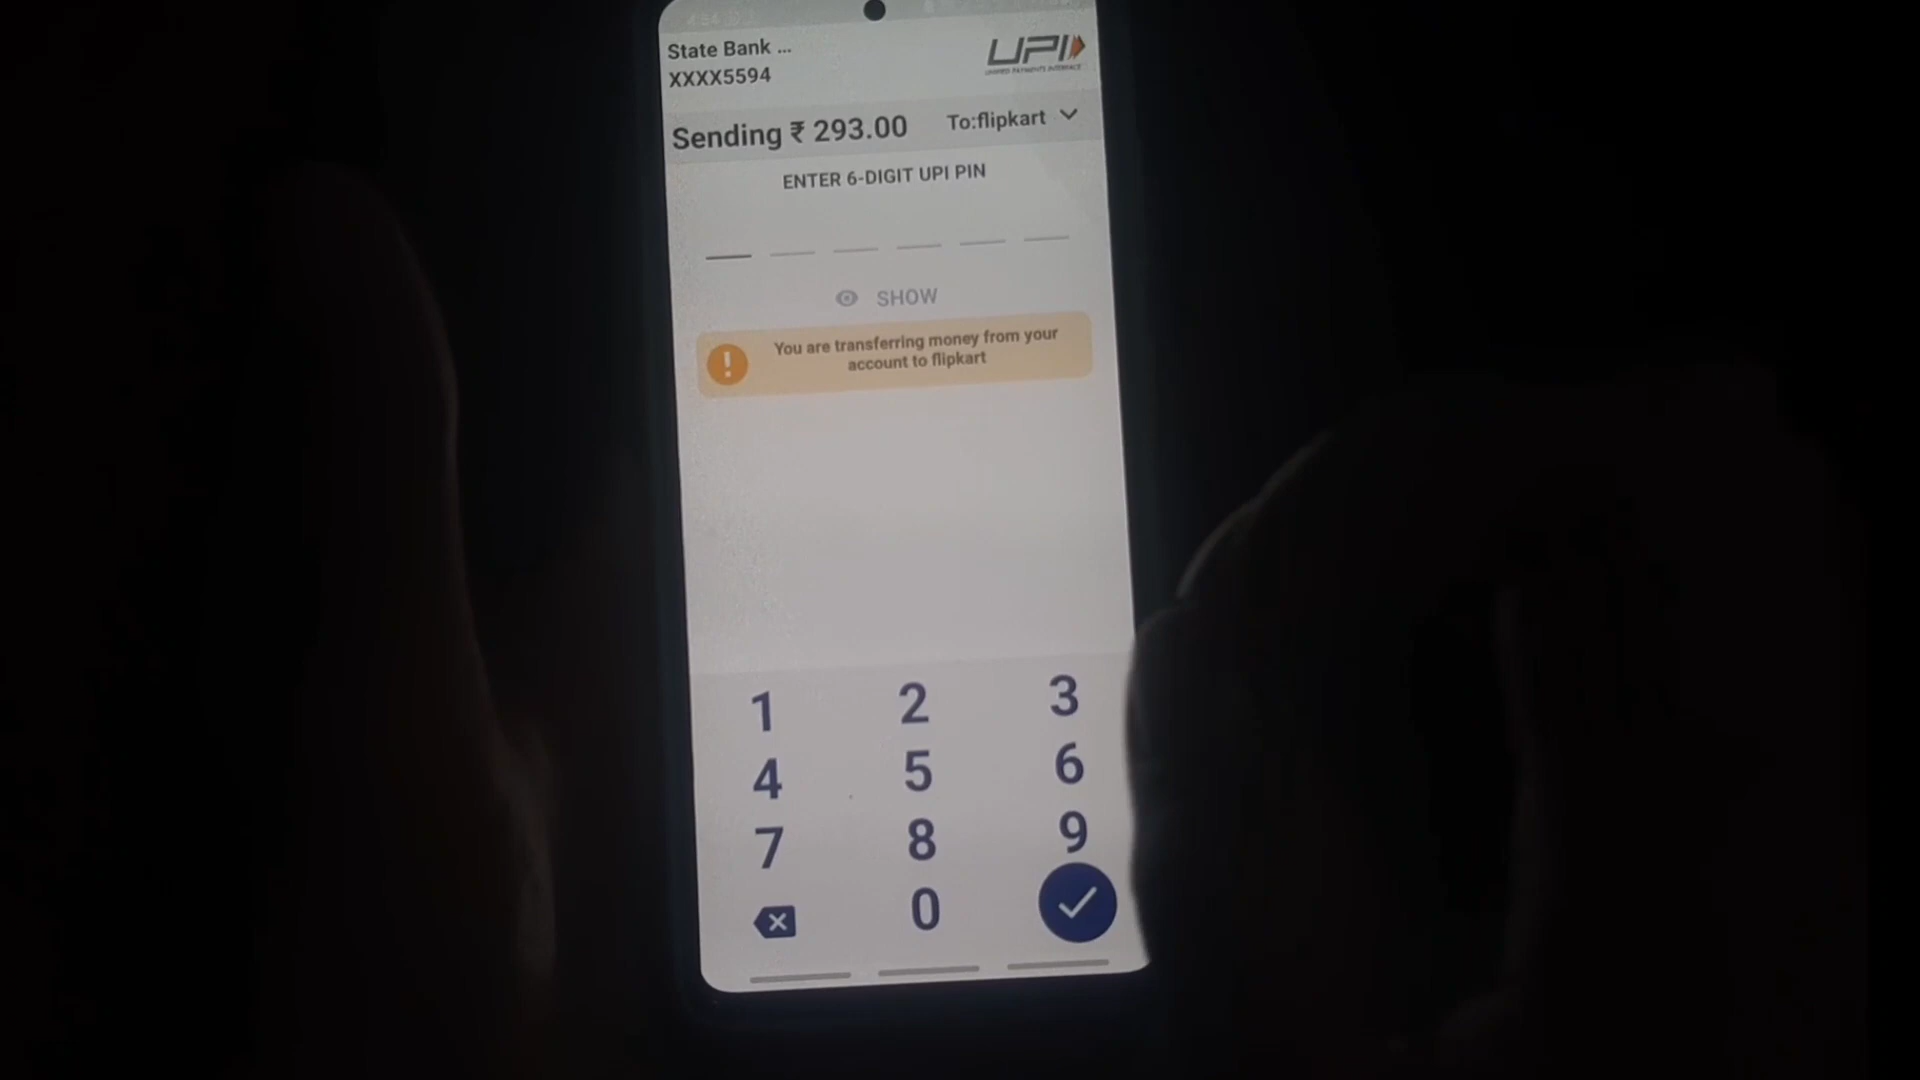 State Bank ...
XXXX5594
UPI
UNIFIED PAYMENTS INTERFACE
Sending ₹ 293.00
To:flipkart
ENTER 6-DIGIT UPI PIN
SHOW
!
You are transferring money from your
account to flipkart
1 2 3
4 5 6
7 8 9
0